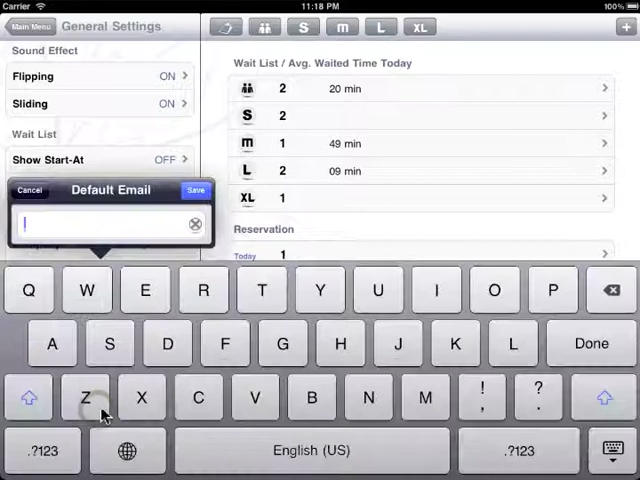 Carrier 11:18 PM 100%
Main Menu General Settings S m L XL +
Sound Effect
Flipping ON
Sliding ON
Wait List
Show Start-At OFF
Cancel Default Email Save
Wait List / Avg. Waited Time Today
2 20 min
S 2
m 1 49 min
L 2 09 min
XL 1
Reservation
Today 1
Q W E R T Y U I O P
A S D F G H J K L Done
Z X C V B N M ! , ? .
.?123 English (US) .?123